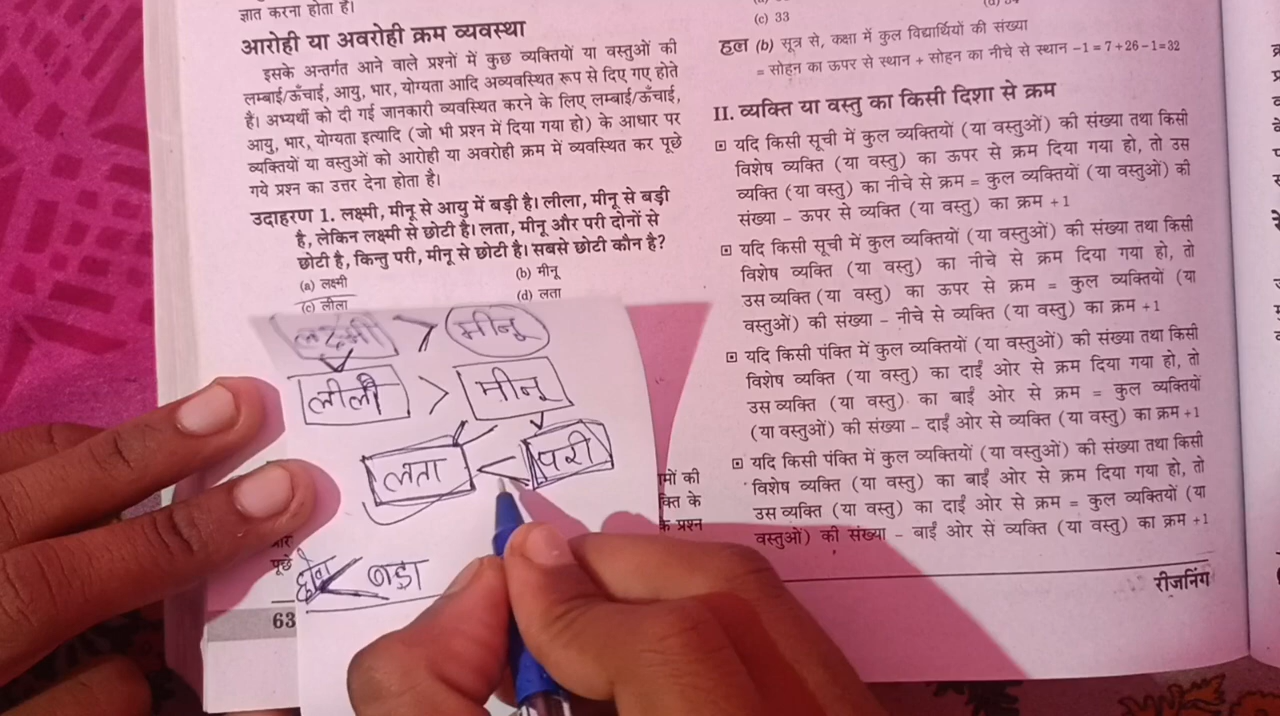 ज्ञात करना होता है।
आरोही या अवरोही क्रम व्यवस्था
इसके अन्तर्गत आने वाले प्रश्नों में कुछ व्यक्तियों या वस्तुओं की
लम्बाई/ऊँचाई, आयु, भार, योग्यता आदि अव्यवस्थित रूप से दिए गए होते
हैं। अभ्यर्थी को दी गई जानकारी व्यवस्थित करने के लिए लम्बाई/ऊँचाई,
आयु, भार, योग्यता इत्यादि (जो भी प्रश्न में दिया गया हो) के आधार पर
व्यक्तियों या वस्तुओं को आरोही या अवरोही क्रम में व्यवस्थित कर पूछे
गये प्रश्न का उत्तर देना होता है।
उदाहरण 1. लक्ष्मी, मीनू से आयु में बड़ी है। लीला, मीनू से बड़ी
है, लेकिन लक्ष्मी से छोटी है। लता, मीनू और परी दोनों से
छोटी है, किन्तु परी, मीनू से छोटी है। सबसे छोटी कौन है?
(a) लक्ष्मी (b) मीनू
(c) लीला (d) लता
लक्ष्मी > मीनू
लीली > मीनू
लता < परी
छोटा < बड़ा
मों की
क्ति के
के प्रश्न
पूछे
63
(c) 33
हल (b) सूत्र से, कक्षा में कुल विद्यार्थियों की संख्या
= सोहन का ऊपर से स्थान + सोहन का नीचे से स्थान −1 = 7 + 26 − 1 = 32
II. व्यक्ति या वस्तु का किसी दिशा से क्रम
यदि किसी सूची में कुल व्यक्तियों (या वस्तुओं) की संख्या तथा किसी
विशेष व्यक्ति (या वस्तु) का ऊपर से क्रम दिया गया हो, तो उस
व्यक्ति (या वस्तु) का नीचे से क्रम = कुल व्यक्तियों (या वस्तुओं) की
संख्या − ऊपर से व्यक्ति (या वस्तु) का क्रम +1
यदि किसी सूची में कुल व्यक्तियों (या वस्तुओं) की संख्या तथा किसी
विशेष व्यक्ति (या वस्तु) का नीचे से क्रम दिया गया हो, तो
उस व्यक्ति (या वस्तु) का ऊपर से क्रम = कुल व्यक्तियों (या
वस्तुओं) की संख्या − नीचे से व्यक्ति (या वस्तु) का क्रम +1
यदि किसी पंक्ति में कुल व्यक्तियों (या वस्तुओं) की संख्या तथा किसी
विशेष व्यक्ति (या वस्तु) का दाईं ओर से क्रम दिया गया हो, तो
उस व्यक्ति (या वस्तु) का बाईं ओर से क्रम = कुल व्यक्तियों
(या वस्तुओं) की संख्या − दाईं ओर से व्यक्ति (या वस्तु) का क्रम +1
यदि किसी पंक्ति में कुल व्यक्तियों (या वस्तुओं) की संख्या तथा किसी
विशेष व्यक्ति (या वस्तु) का बाईं ओर से क्रम दिया गया हो, तो
उस व्यक्ति (या वस्तु) का दाईं ओर से क्रम = कुल व्यक्तियों (या
वस्तुओं) की संख्या − बाईं ओर से व्यक्ति (या वस्तु) का क्रम +1
रीजनिंग